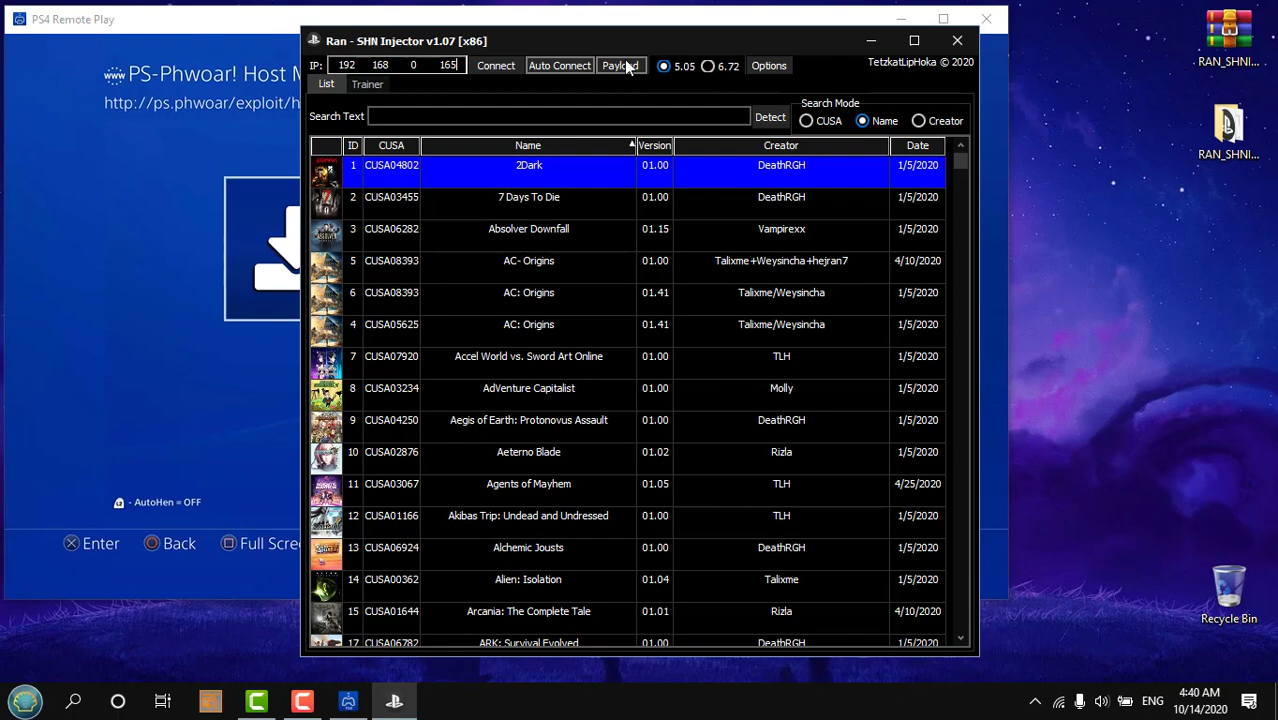 PS4 Remote Play
PS-Phwoar! Host M
http://ps.phwoar/exploit/h
- AutoHen = OFF
Enter
Back
Full Scre
Ran - SHN Injector v1.07 [x86]
IP: 192 168 0 165 Connect Auto Connect Payload 5.05 6.72 Options TetzkatLipHoka © 2020
List Trainer
Search Text Detect Search Mode CUSA Name Creator
ID CUSA Name Version Creator Date
1 CUSA04802 2Dark 01.00 DeathRGH 1/5/2020
2 CUSA03455 7 Days To Die 01.00 DeathRGH 1/5/2020
3 CUSA06282 Absolver Downfall 01.15 Vampirexx 1/5/2020
5 CUSA08393 AC- Origins 01.00 Talixme+Weysincha+hejran7 4/10/2020
6 CUSA08393 AC: Origins 01.41 Talixme/Weysincha 1/5/2020
4 CUSA05625 AC: Origins 01.41 Talixme/Weysincha 1/5/2020
7 CUSA07920 Accel World vs. Sword Art Online 01.00 TLH 1/5/2020
8 CUSA03234 AdVenture Capitalist 01.00 Molly 1/5/2020
9 CUSA04250 Aegis of Earth: Protonovus Assault 01.00 DeathRGH 1/5/2020
10 CUSA02876 Aeterno Blade 01.02 Rizla 1/5/2020
11 CUSA03067 Agents of Mayhem 01.05 TLH 4/25/2020
12 CUSA01166 Akibas Trip: Undead and Undressed 01.00 TLH 1/5/2020
13 CUSA06924 Alchemic Jousts 01.00 DeathRGH 1/5/2020
14 CUSA00362 Alien: Isolation 01.04 Talixme 1/5/2020
15 CUSA01644 Arcania: The Complete Tale 01.01 Rizla 4/10/2020
17 CUSA06782 ARK: Survival Evolved 01.00 DeathRGH 1/5/2020
RAN_SHNI...
RAN_SHNI...
Recycle Bin
ENG
4:40 AM
10/14/2020